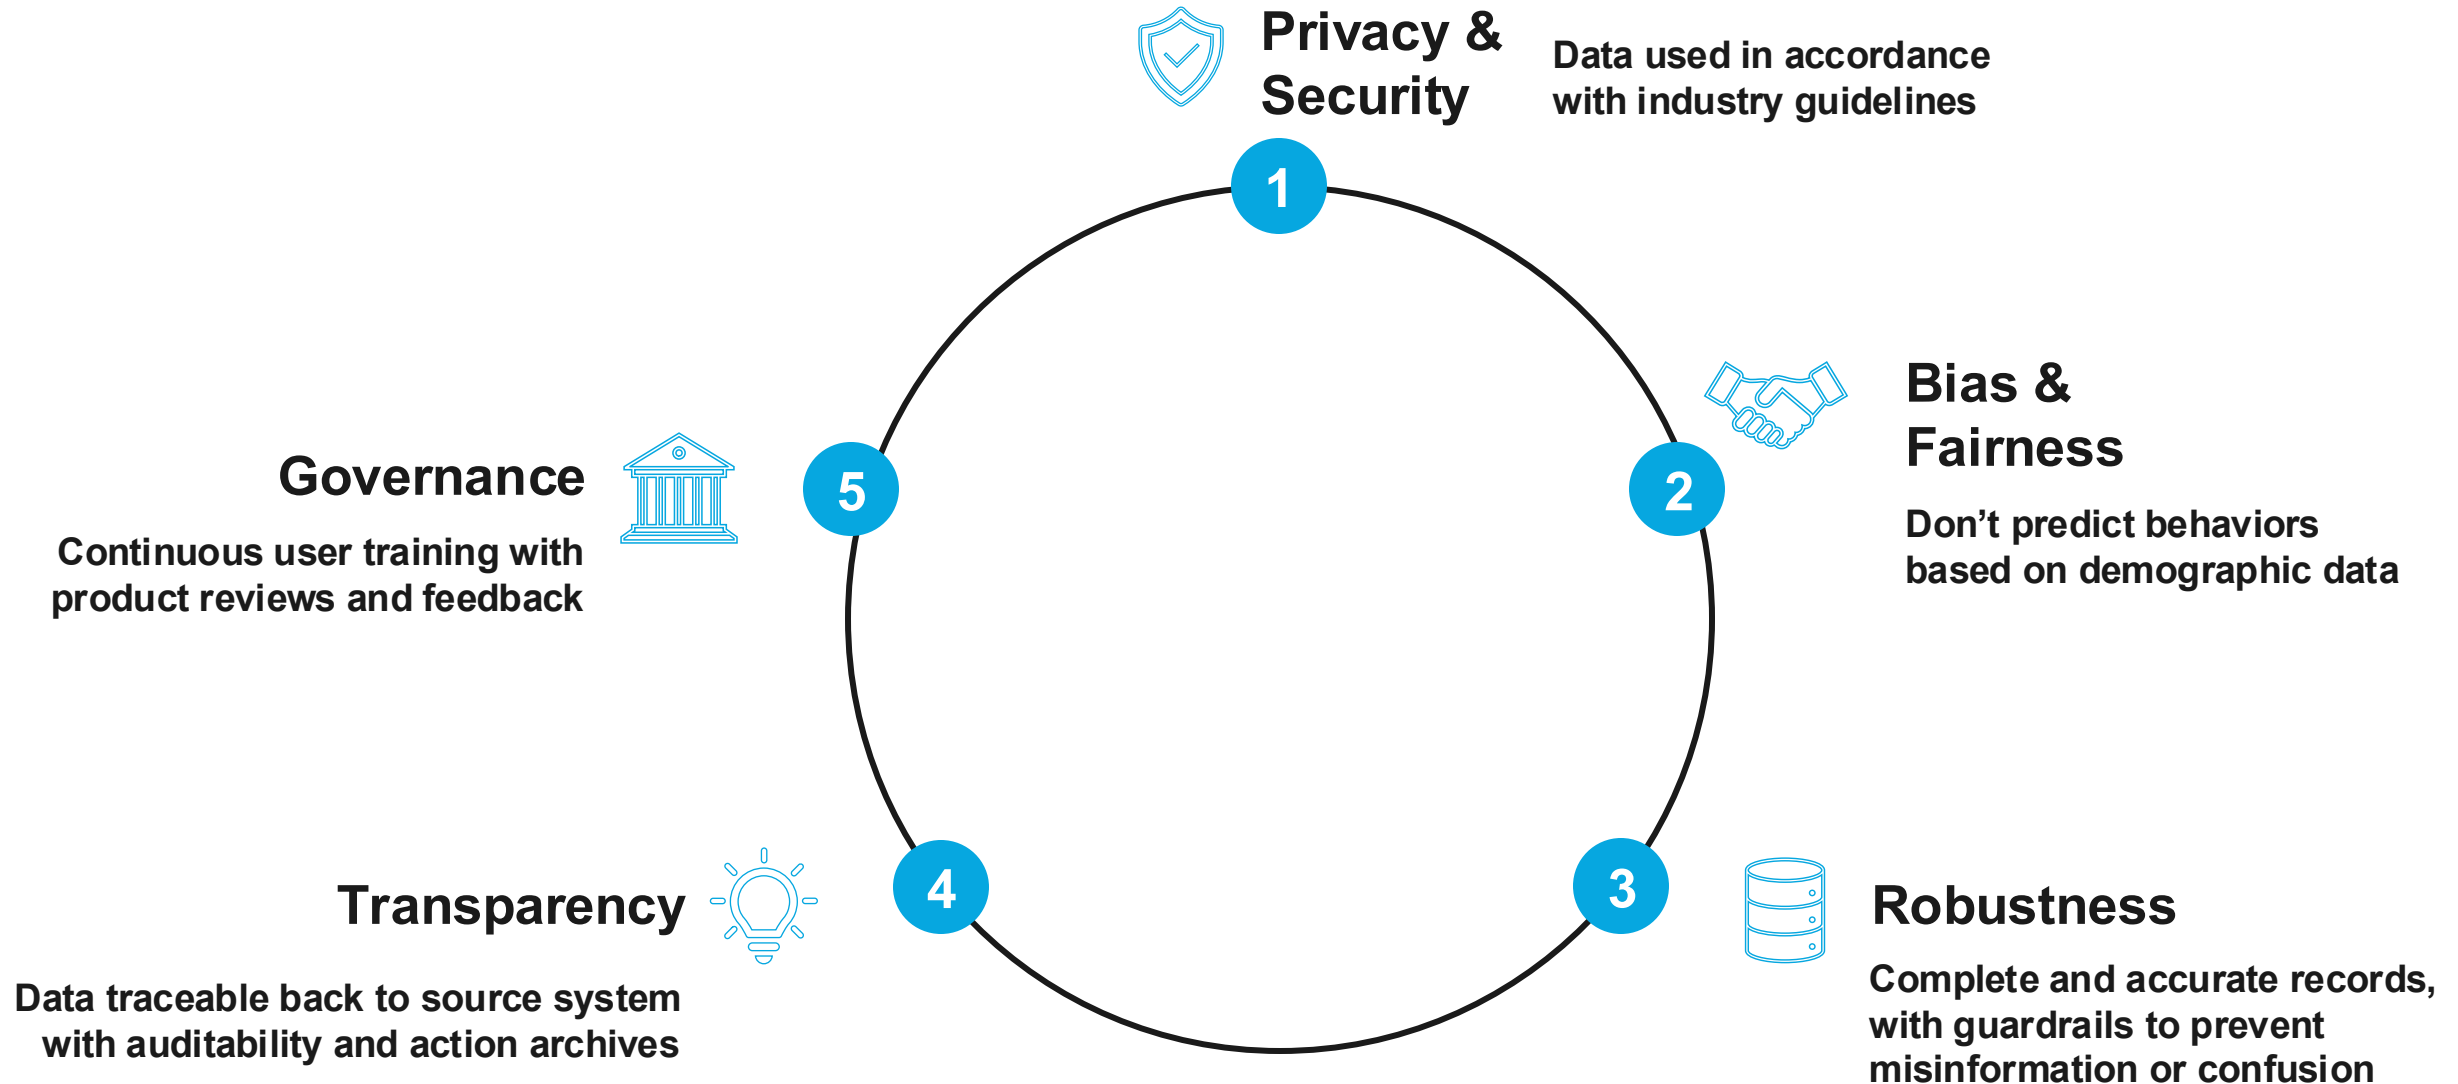 Privacy &
Security
Data used in accordance
with industry guidelines
1
2
Bias &
Fairness
Don’t predict behaviors
based on demographic data
3
Robustness
Complete and accurate records,
with guardrails to prevent
misinformation or confusion
4
Transparency
Data traceable back to source system
with auditability and action archives
5
Governance
Continuous user training with
product reviews and feedback